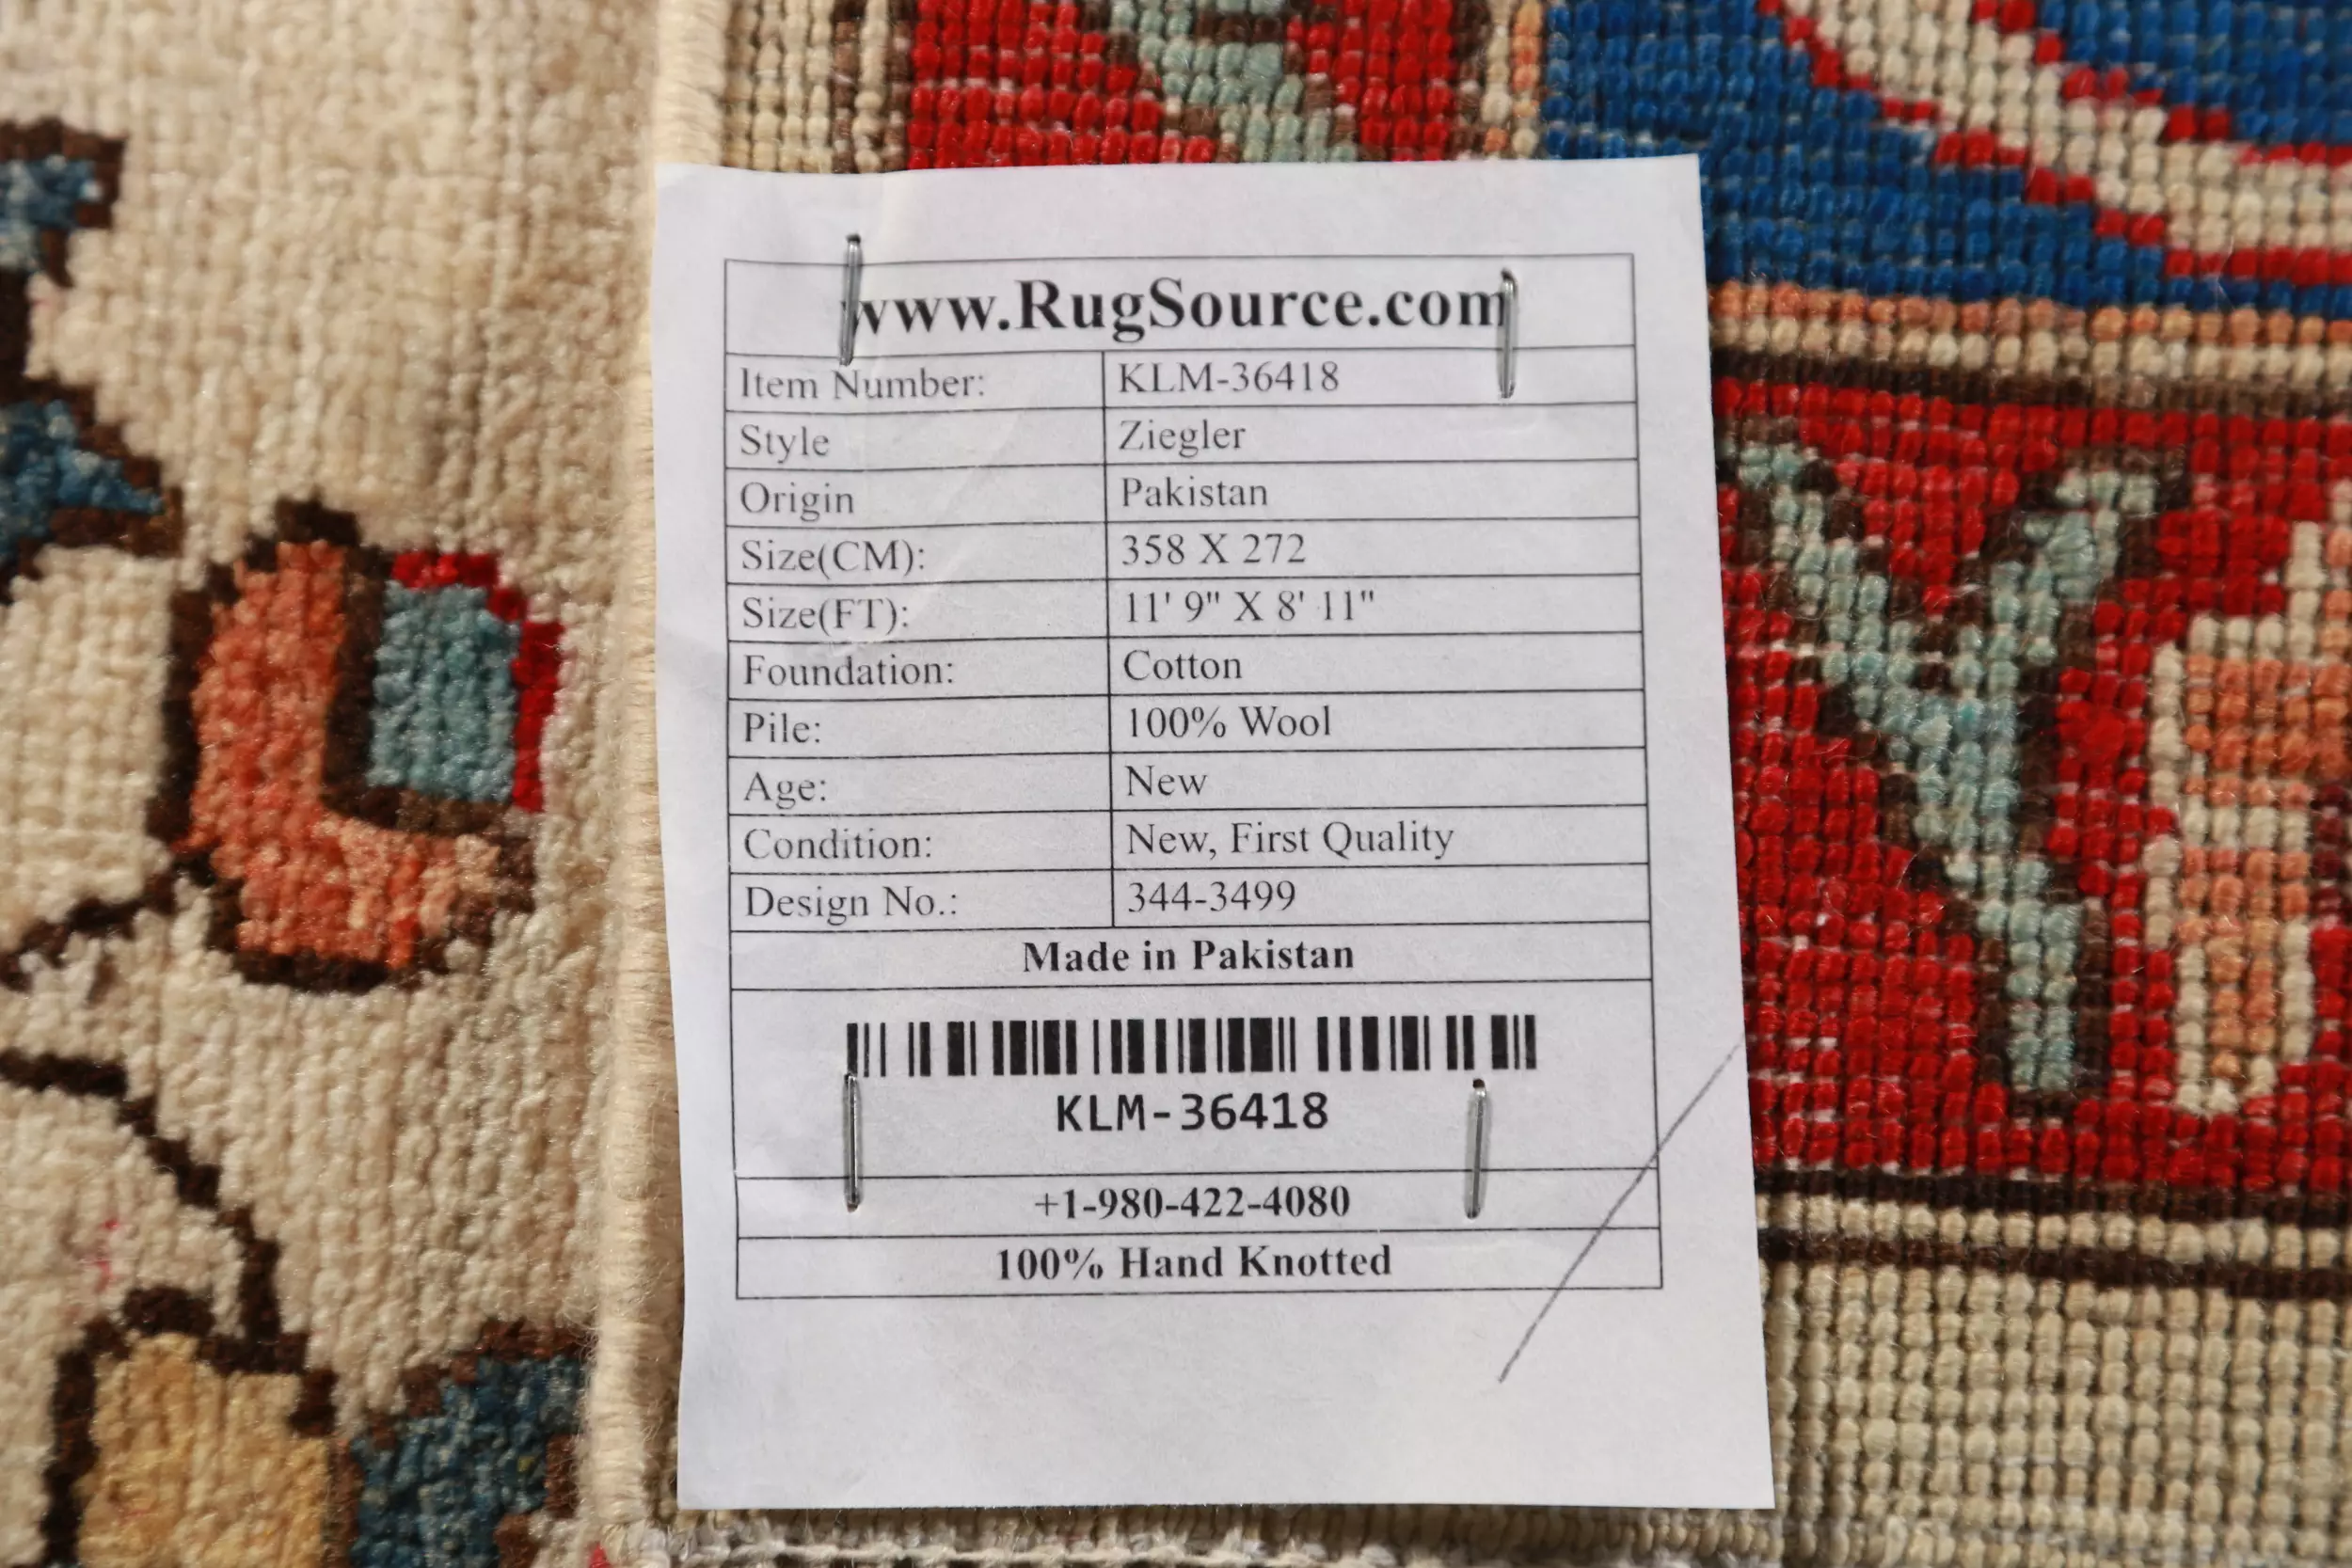 www.RugSource.com
Item Number: KLM-36418
Style Ziegler
Origin Pakistan
Size(CM): 358 X 272
Size(FT): 11' 9" X 8' 11"
Foundation: Cotton
Pile: 100% Wool
Age: New
Condition: New, First Quality
Design No.: 344-3499
Made in Pakistan
KLM-36418
+1-980-422-4080
100% Hand Knotted